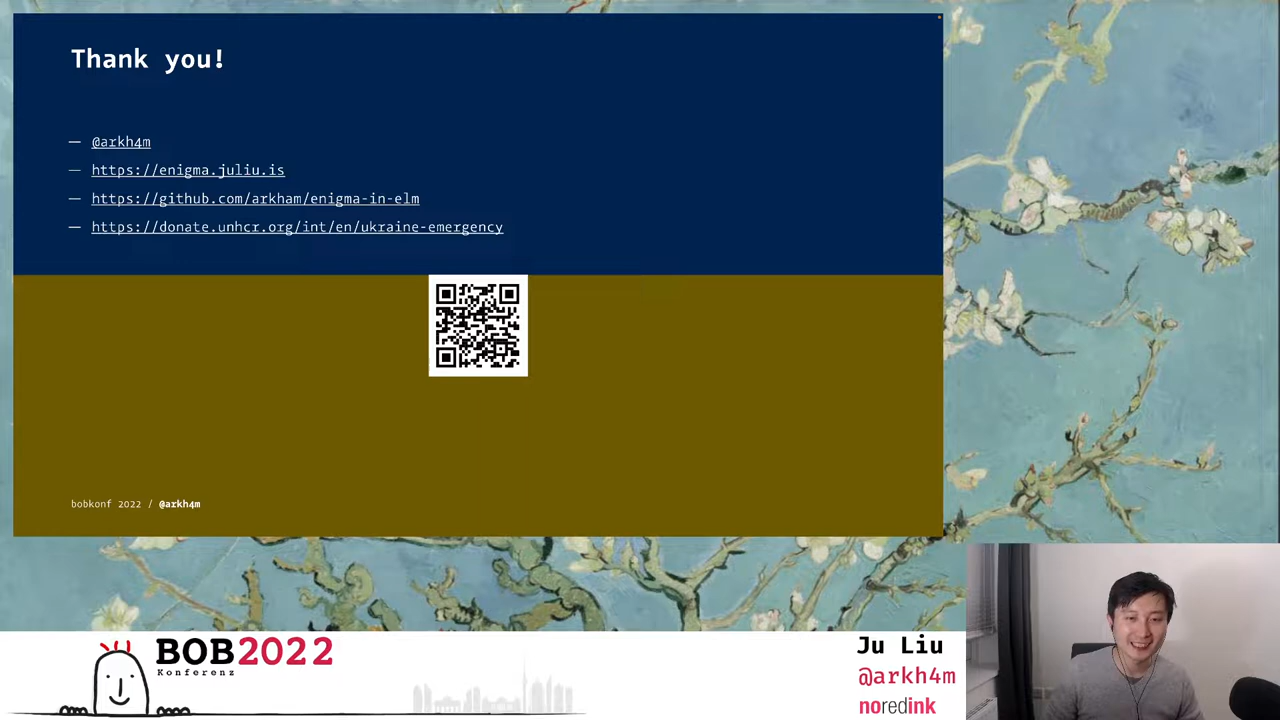 Thank you!
— @arkh4m
— https://enigma.juliu.is
— https://github.com/arkham/enigma-in-elm
— https://donate.unhcr.org/int/en/ukraine-emergency
bobkonf 2022 / @arkh4m
BOB2022
Konferenz
Ju Liu
@arkh4m
noredink